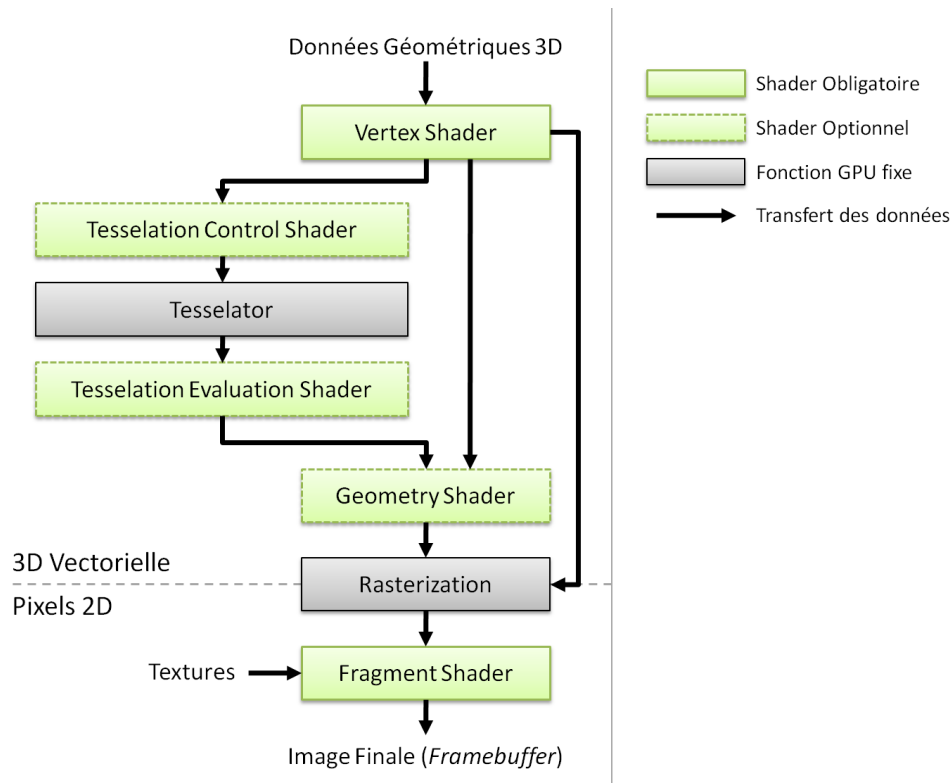 Données Géométriques 3D
Vertex Shader
Tesselation Control Shader
Tesselator
Tesselation Evaluation Shader
Geometry Shader
3D Vectorielle
Rasterization
Pixels 2D
Textures
Fragment Shader
Image Finale (Framebuffer)
Shader Obligatoire
Shader Optionnel
Fonction GPU fixe
Transfert des données